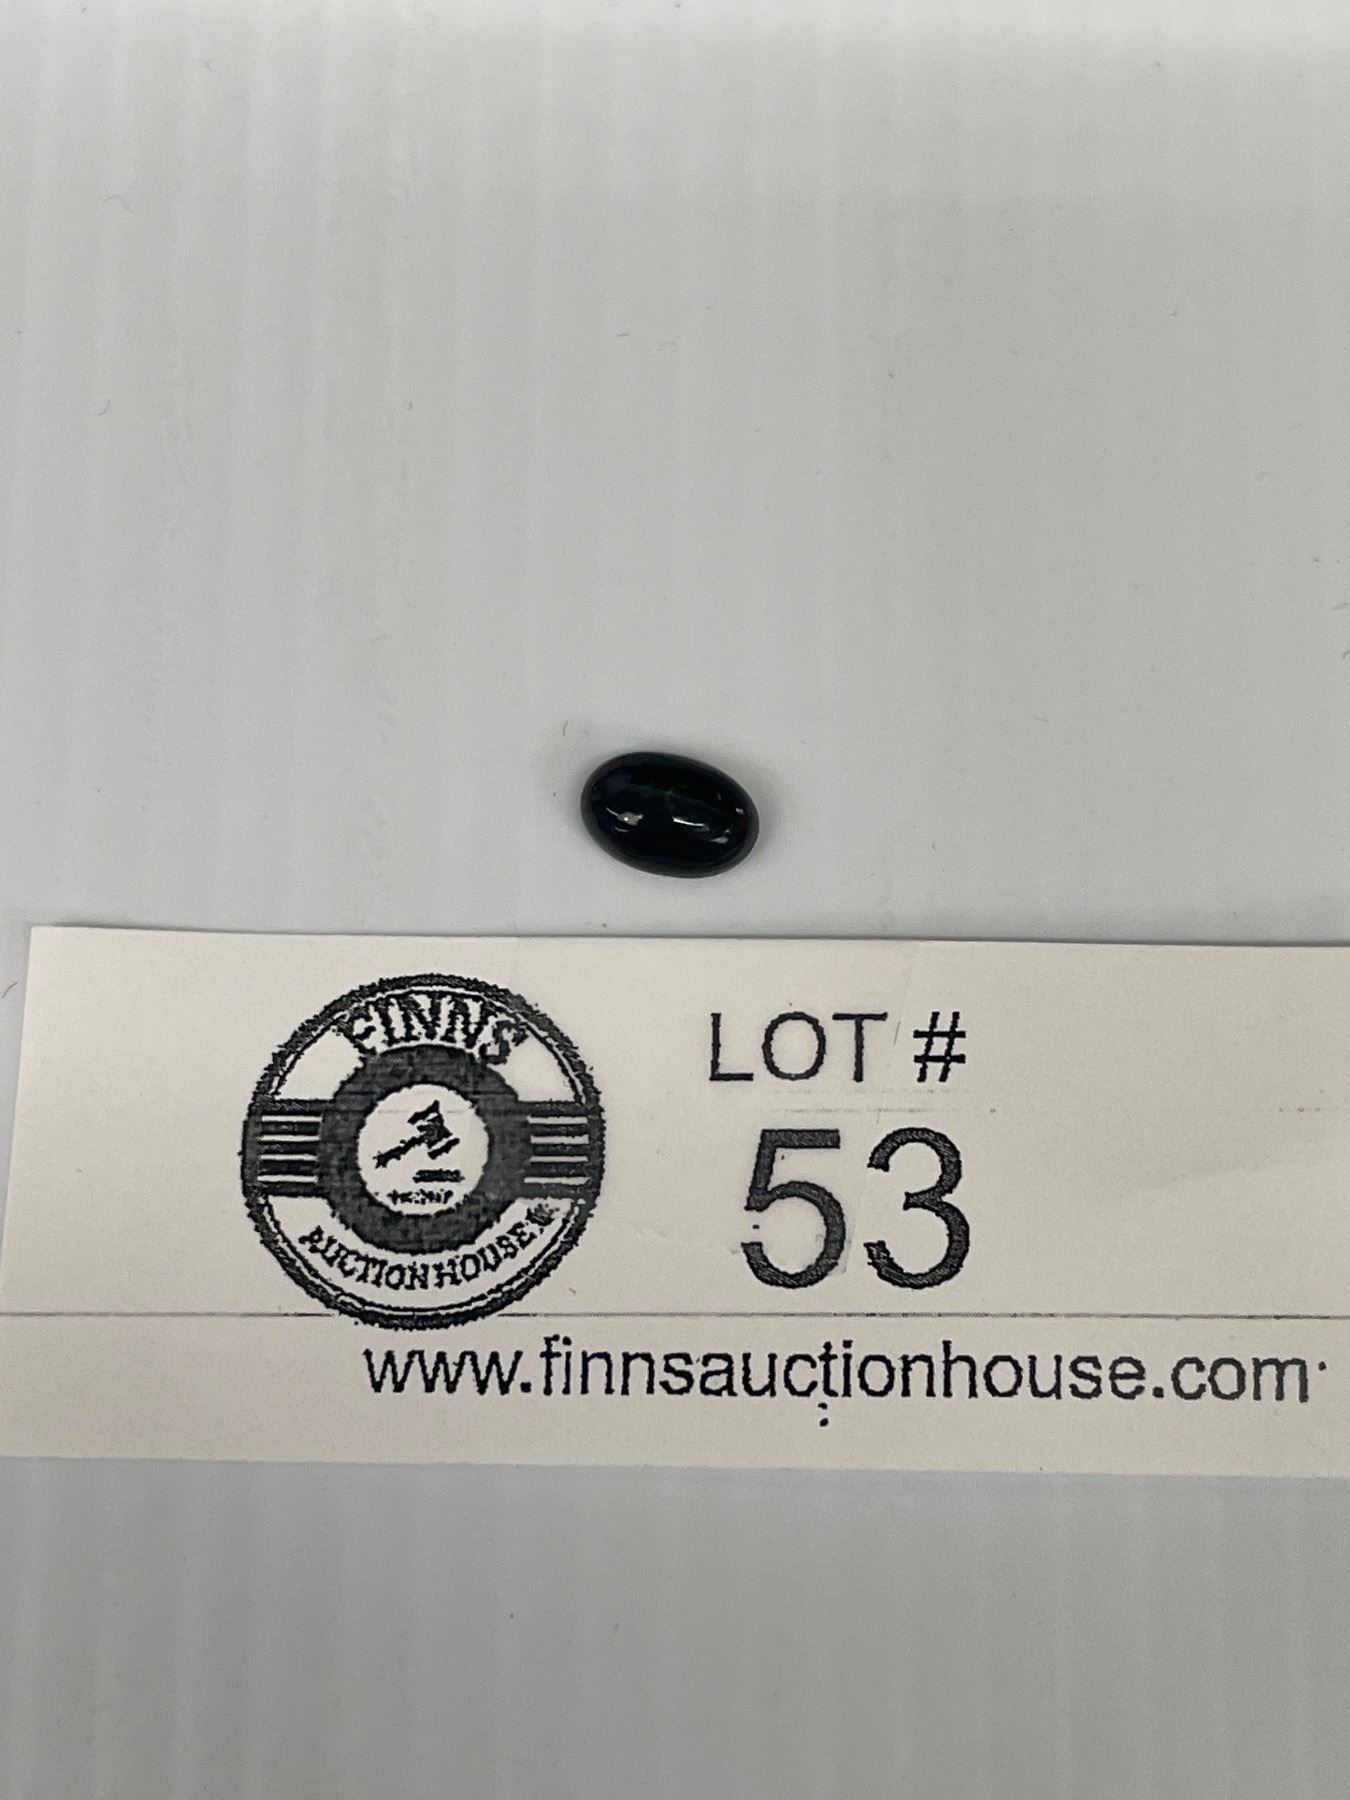 FINNS
AUCTION HOUSE
LOT #
53
www.finnsauctionhouse.com